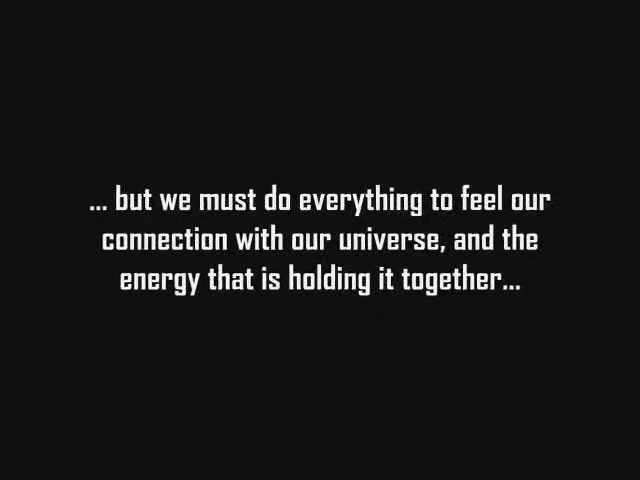 ... but we must do everything to feel our
connection with our universe, and the
energy that is holding it together...